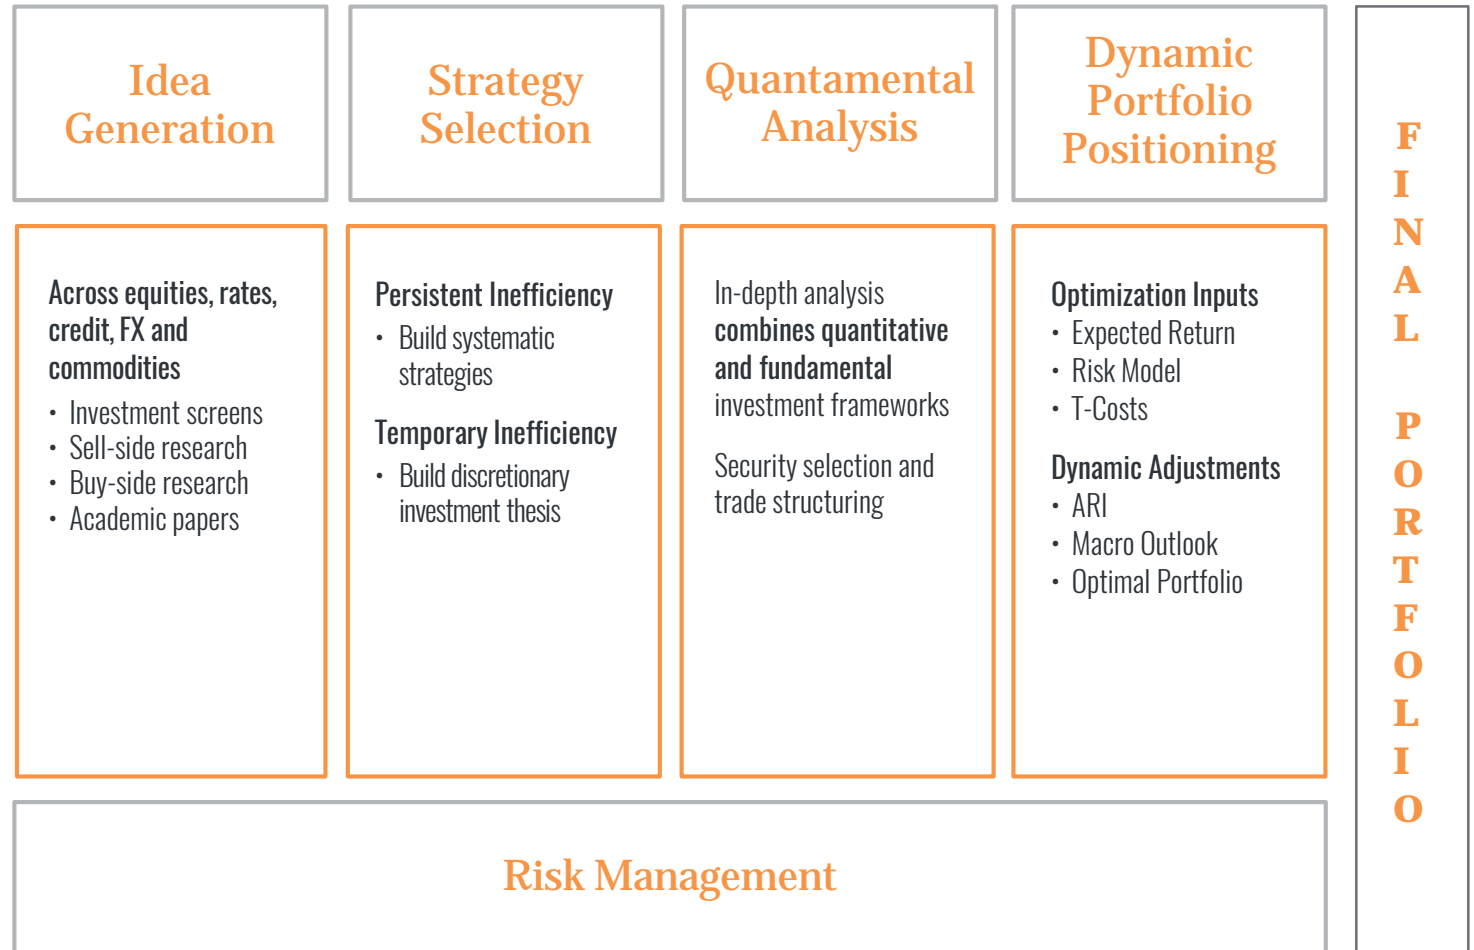 Idea
Generation
Strategy
Selection
Quantamental
Analysis
Dynamic
Portfolio
Positioning
Across equities, rates,
credit, FX and
commodities
• Investment screens
• Sell-side research
• Buy-side research
• Academic papers
Persistent Inefficiency
• Build systematic
strategies
Temporary Inefficiency
• Build discretionary
investment thesis
In-depth analysis
combines quantitative
and fundamental
investment frameworks
Security selection and
trade structuring
Optimization Inputs
• Expected Return
• Risk Model
• T-Costs
Dynamic Adjustments
• ARI
• Macro Outlook
• Optimal Portfolio
Risk Management
FINAL PORTFOLIO